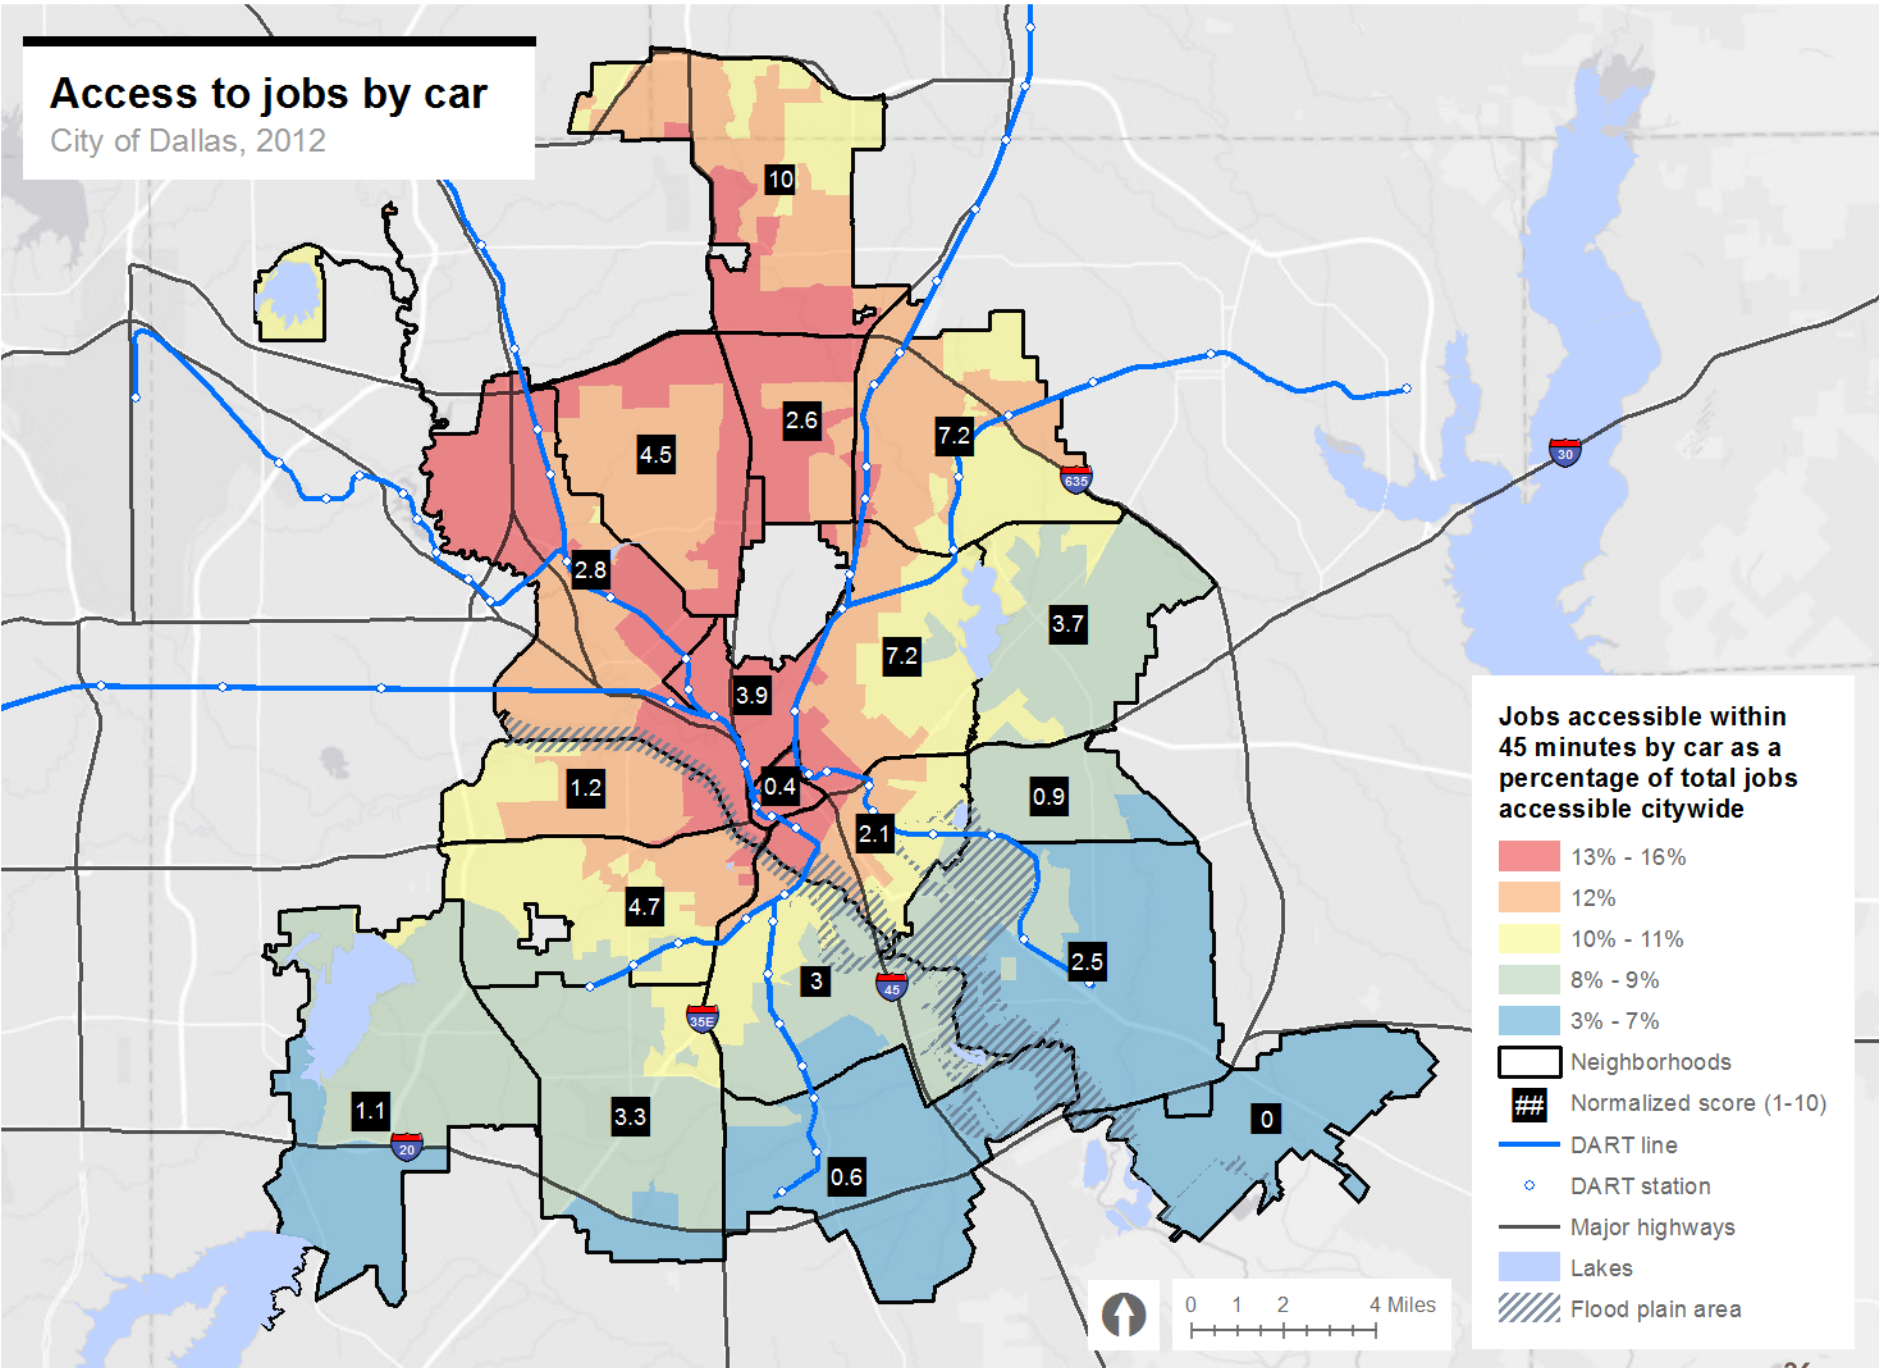 Access to jobs by car
City of Dallas, 2012
10
2.6
4.5
7.2
635
30
2.8
3.7
7.2
3.9
1.2
0.4
0.9
2.1
4.7
2.5
3
45
35E
1.1
3.3
0
20
0.6
Jobs accessible within
45 minutes by car as a
percentage of total jobs
accessible citywide
13% - 16%
12%
10% - 11%
8% - 9%
3% - 7%
Neighborhoods
## Normalized score (1-10)
DART line
DART station
Major highways
Lakes
Flood plain area
0 1 2 4 Miles